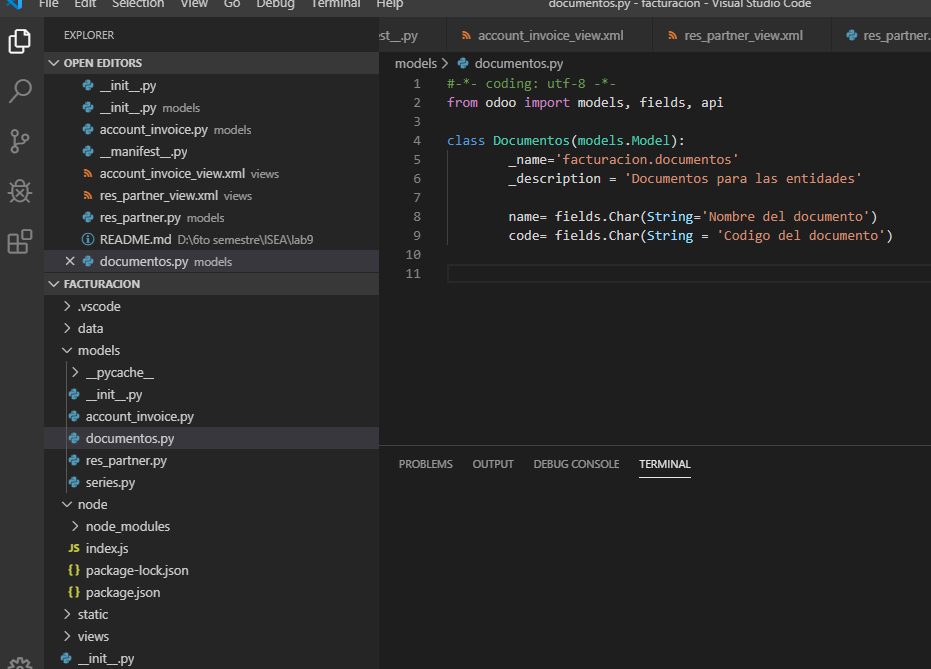 File Edit Selection View Go Debug Terminal Help documentos.py - facturacion - Visual Studio Code
EXPLORER
OPEN EDITORS
__init__.py
__init__.py models
account_invoice.py models
__manifest__.py
account_invoice_view.xml views
res_partner_view.xml views
res_partner.py models
README.md D:\6to semestre\ISEA\lab9
documentos.py models
FACTURACION
.vscode
data
models
__pycache__
__init__.py
account_invoice.py
documentos.py
res_partner.py
series.py
node
node_modules
JS index.js
{} package-lock.json
{} package.json
static
views
__init__.py
st__.py account_invoice_view.xml res_partner_view.xml res_partner.
models > documentos.py
1 #-*- coding: utf-8 -*-
2 from odoo import models, fields, api
3
4 class Documentos(models.Model):
5 _name='facturacion.documentos'
6 _description = 'Documentos para las entidades'
7
8 name= fields.Char(String='Nombre del documento')
9 code= fields.Char(String = 'Codigo del documento')
10
11
PROBLEMS OUTPUT DEBUG CONSOLE TERMINAL